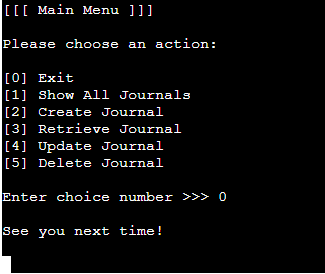 [[[ Main Menu ]]]
Please choose an action:
[0] Exit
[1] Show All Journals
[2] Create Journal
[3] Retrieve Journal
[4] Update Journal
[5] Delete Journal
Enter choice number >>> 0
See you next time!